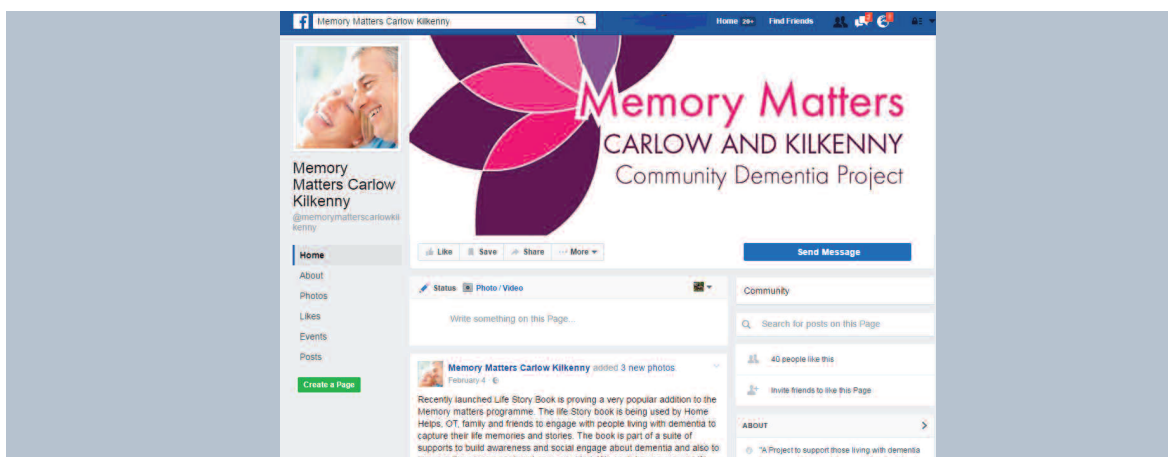 Memory Matters Carlow Kilkenny
Home 20+ Find Friends
Memory Matters
CARLOW AND KILKENNY
Community Dementia Project
Memory
Matters Carlow
Kilkenny
@memorymatterscarlowkil
kenny
Like Save Share ··· More
Send Message
Home
About
Photos
Likes
Events
Posts
Create a Page
Status Photo / Video
Write something on this Page...
Community
Search for posts on this Page
40 people like this
Invite friends to like this Page
ABOUT
"A Project to support those living with dementia
Memory Matters Carlow Kilkenny added 3 new photos
February 4 ·
Recently launched Life Story Book is proving a very popular addition to the
Memory matters programme. The life Story book is being used by Home
Helps, OT, family and friends to engage with people living with dementia to
capture their life memories and stories. The book is part of a suite of
supports to build awareness and social engage about dementia and also to